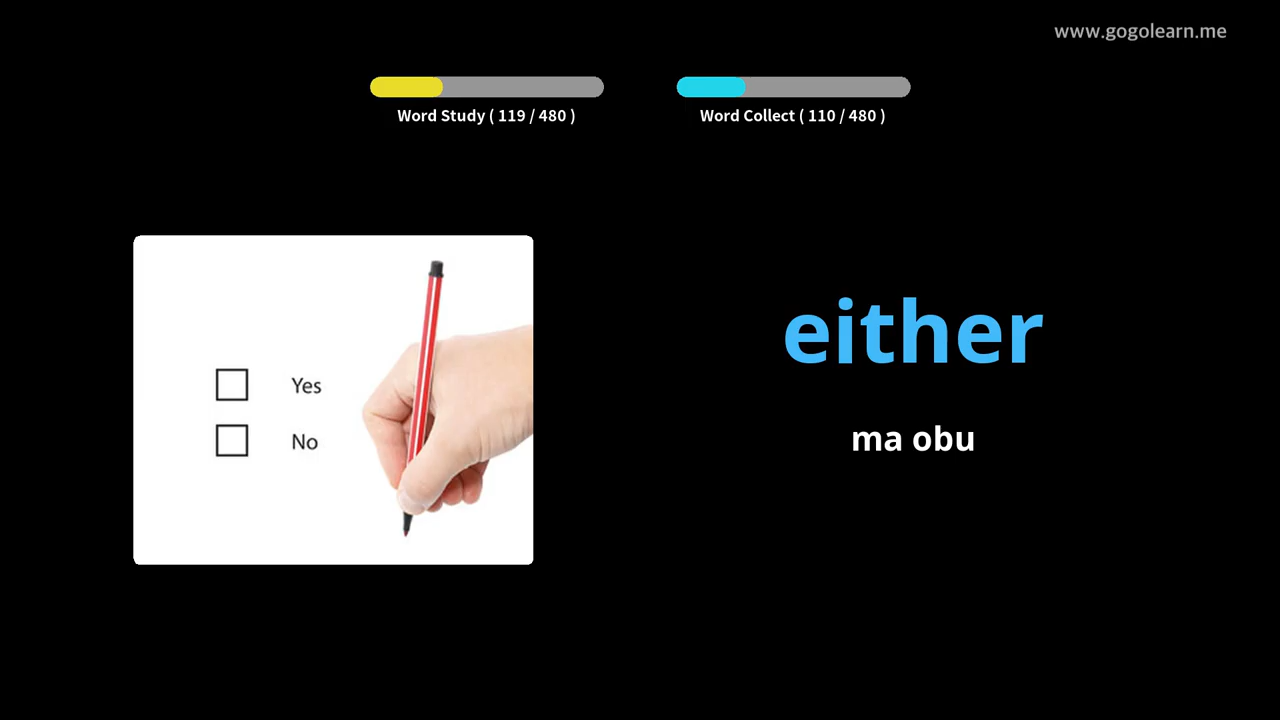 www.gogolearn.me
Word Study ( 119 / 480 )
Word Collect ( 110 / 480 )
Yes
No
either
ma obu